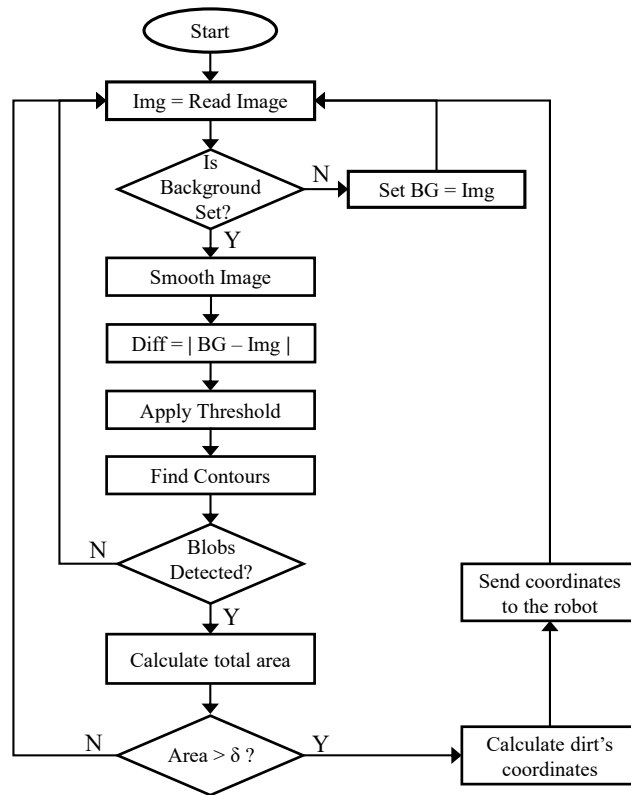 Start
Img = Read Image
Is
Background
Set?
N
Set BG = Img
Y
Smooth Image
Diff = | BG – Img |
Apply Threshold
Find Contours
Blobs
Detected?
N
Y
Send coordinates
to the robot
Calculate total area
Area > δ ?
N
Y
Calculate dirt’s
coordinates